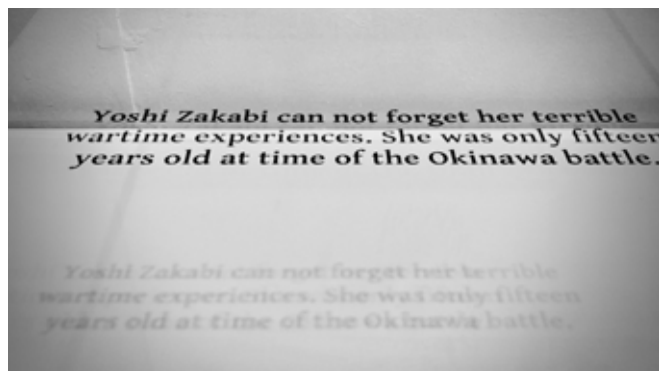 Yoshi Zakabi can not forget her terrible
wartime experiences. She was only fifteen
years old at time of the Okinawa battle.
Yoshi Zakabi can not forget her terrible
wartime experiences. She was only fifteen
years old at time of the Okinawa battle.